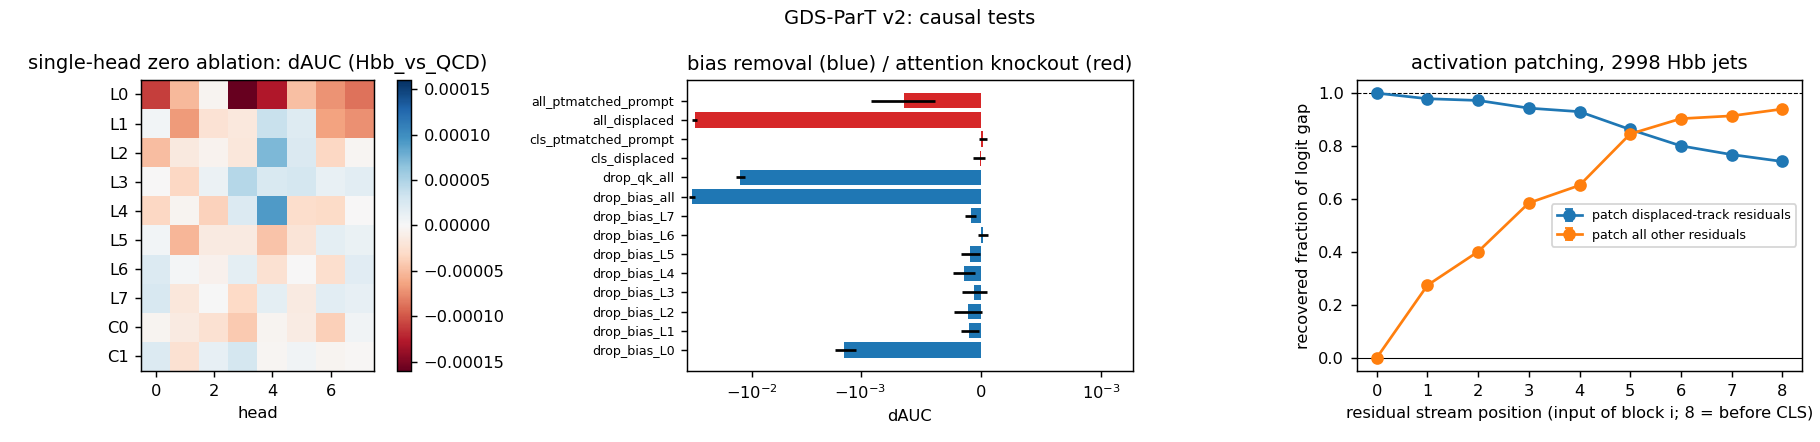 GDS-ParT v2: causal tests
single-head zero ablation: dAUC (Hbb_vs_QCD)
L0
L1
L2
L3
L4
L5
L6
L7
C0
C1
0 2 4 6
head
0.00015
0.00010
0.00005
0.00000
−0.00005
−0.00010
−0.00015
bias removal (blue) / attention knockout (red)
all_ptmatched_prompt
all_displaced
cls_ptmatched_prompt
cls_displaced
drop_qk_all
drop_bias_all
drop_bias_L7
drop_bias_L6
drop_bias_L5
drop_bias_L4
drop_bias_L3
drop_bias_L2
drop_bias_L1
drop_bias_L0
−10⁻² −10⁻³ 0 10⁻³
dAUC
activation patching, 2998 Hbb jets
recovered fraction of logit gap
1.0
0.8
0.6
0.4
0.2
0.0
patch displaced-track residuals
patch all other residuals
0 1 2 3 4 5 6 7 8
residual stream position (input of block i; 8 = before CLS)